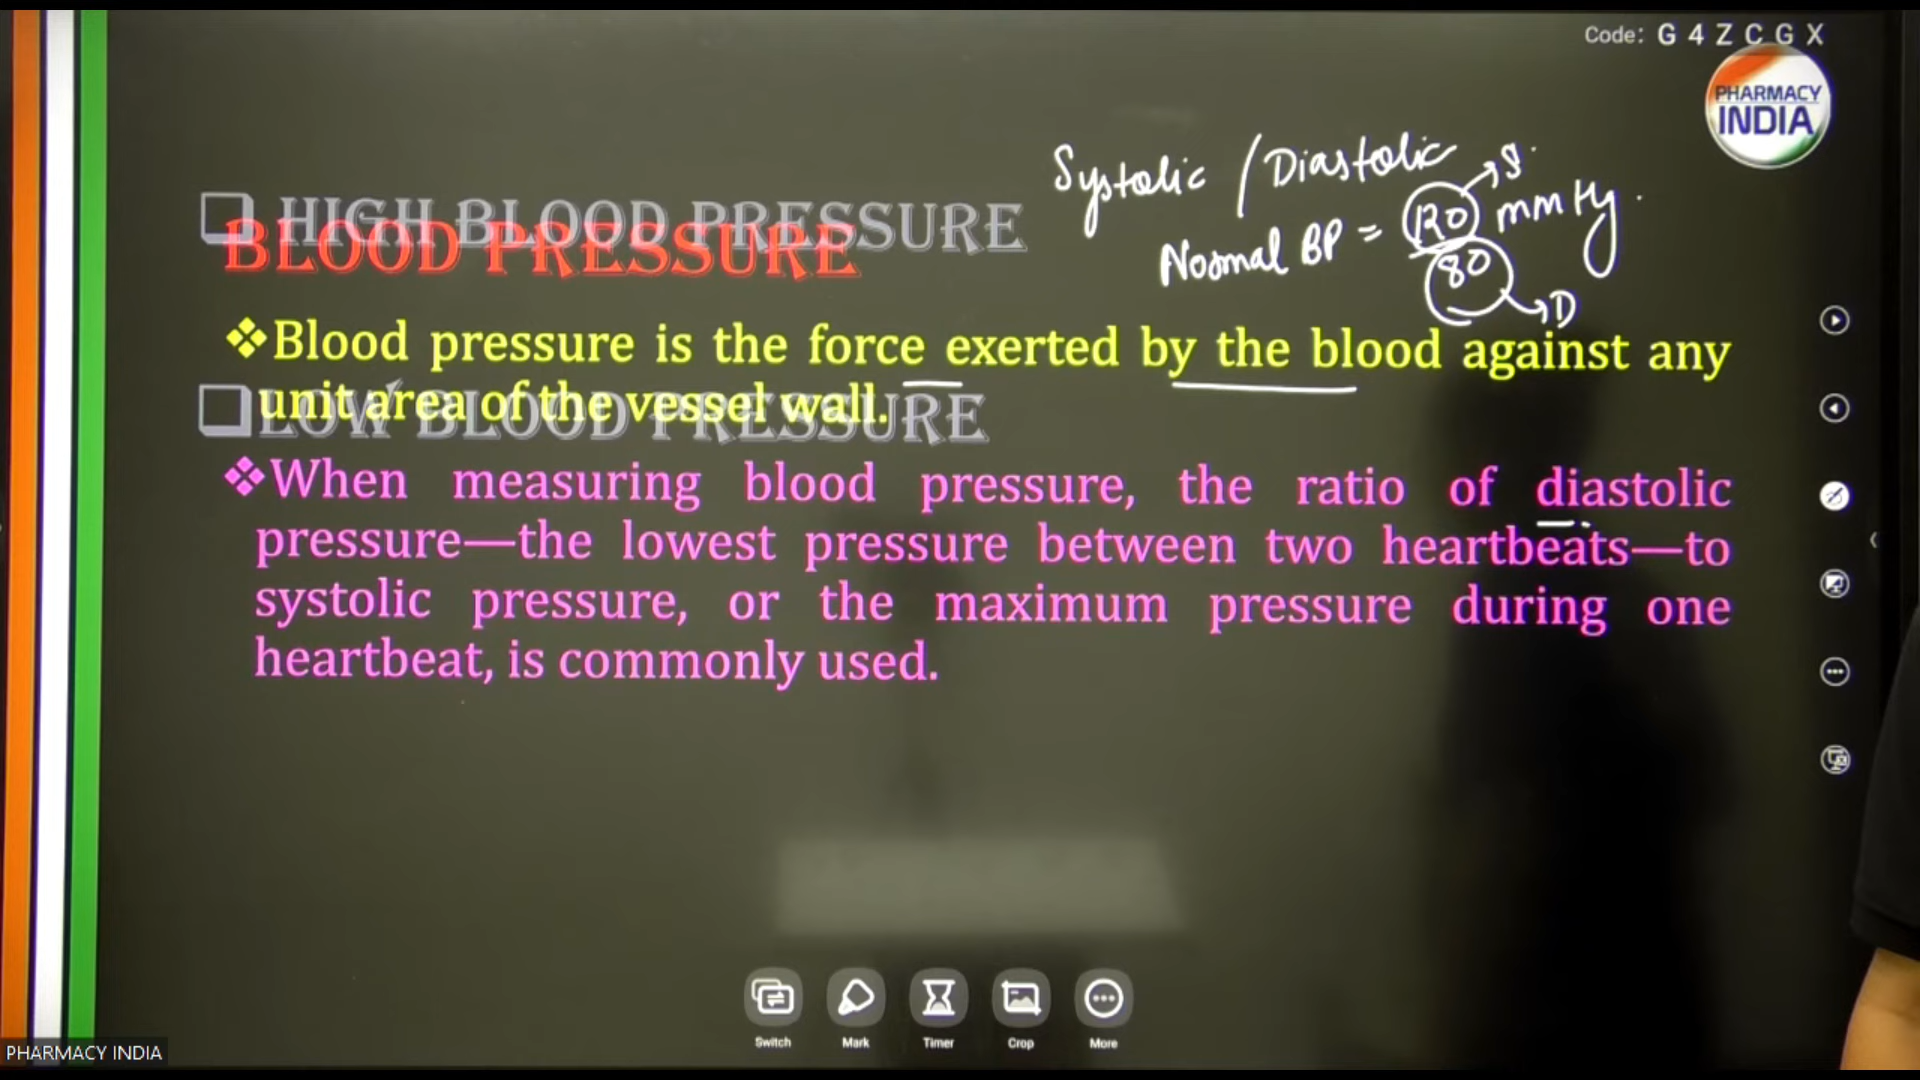 Code: G 4 Z C G X
PHARMACY
INDIA
Systolic / Diastolic
HIGH BLOOD PRESSURE
BLOOD PRESSURE
Normal BP = 120 mmHg.
80
S.
D
❖Blood pressure is the force exerted by the blood against any
unit area of the vessel wall.
LOW BLOOD PRESSURE
❖When measuring blood pressure, the ratio of diastolic
pressure—the lowest pressure between two heartbeats—to
systolic pressure, or the maximum pressure during one
heartbeat, is commonly used.
Switch Mark Timer Crop More
PHARMACY INDIA